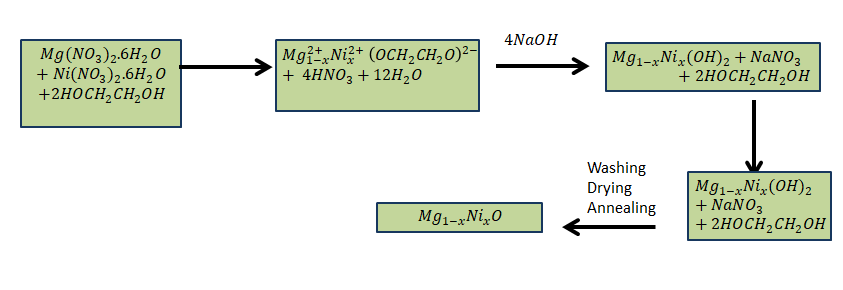 Mg(NO₃)₂.6H₂O
+ Ni(NO₃)₂.6H₂O
+2HOCH₂CH₂OH
Mg²⁺₁₋ₓNi²⁺ₓ (OCH₂CH₂O)²⁻
+ 4HNO₃ + 12H₂O
4NaOH
Mg₁₋ₓNiₓ(OH)₂ + NaNO₃
+ 2HOCH₂CH₂OH
Mg₁₋ₓNiₓ(OH)₂
+ NaNO₃
+ 2HOCH₂CH₂OH
Washing
Drying
Annealing
Mg₁₋ₓNiₓO